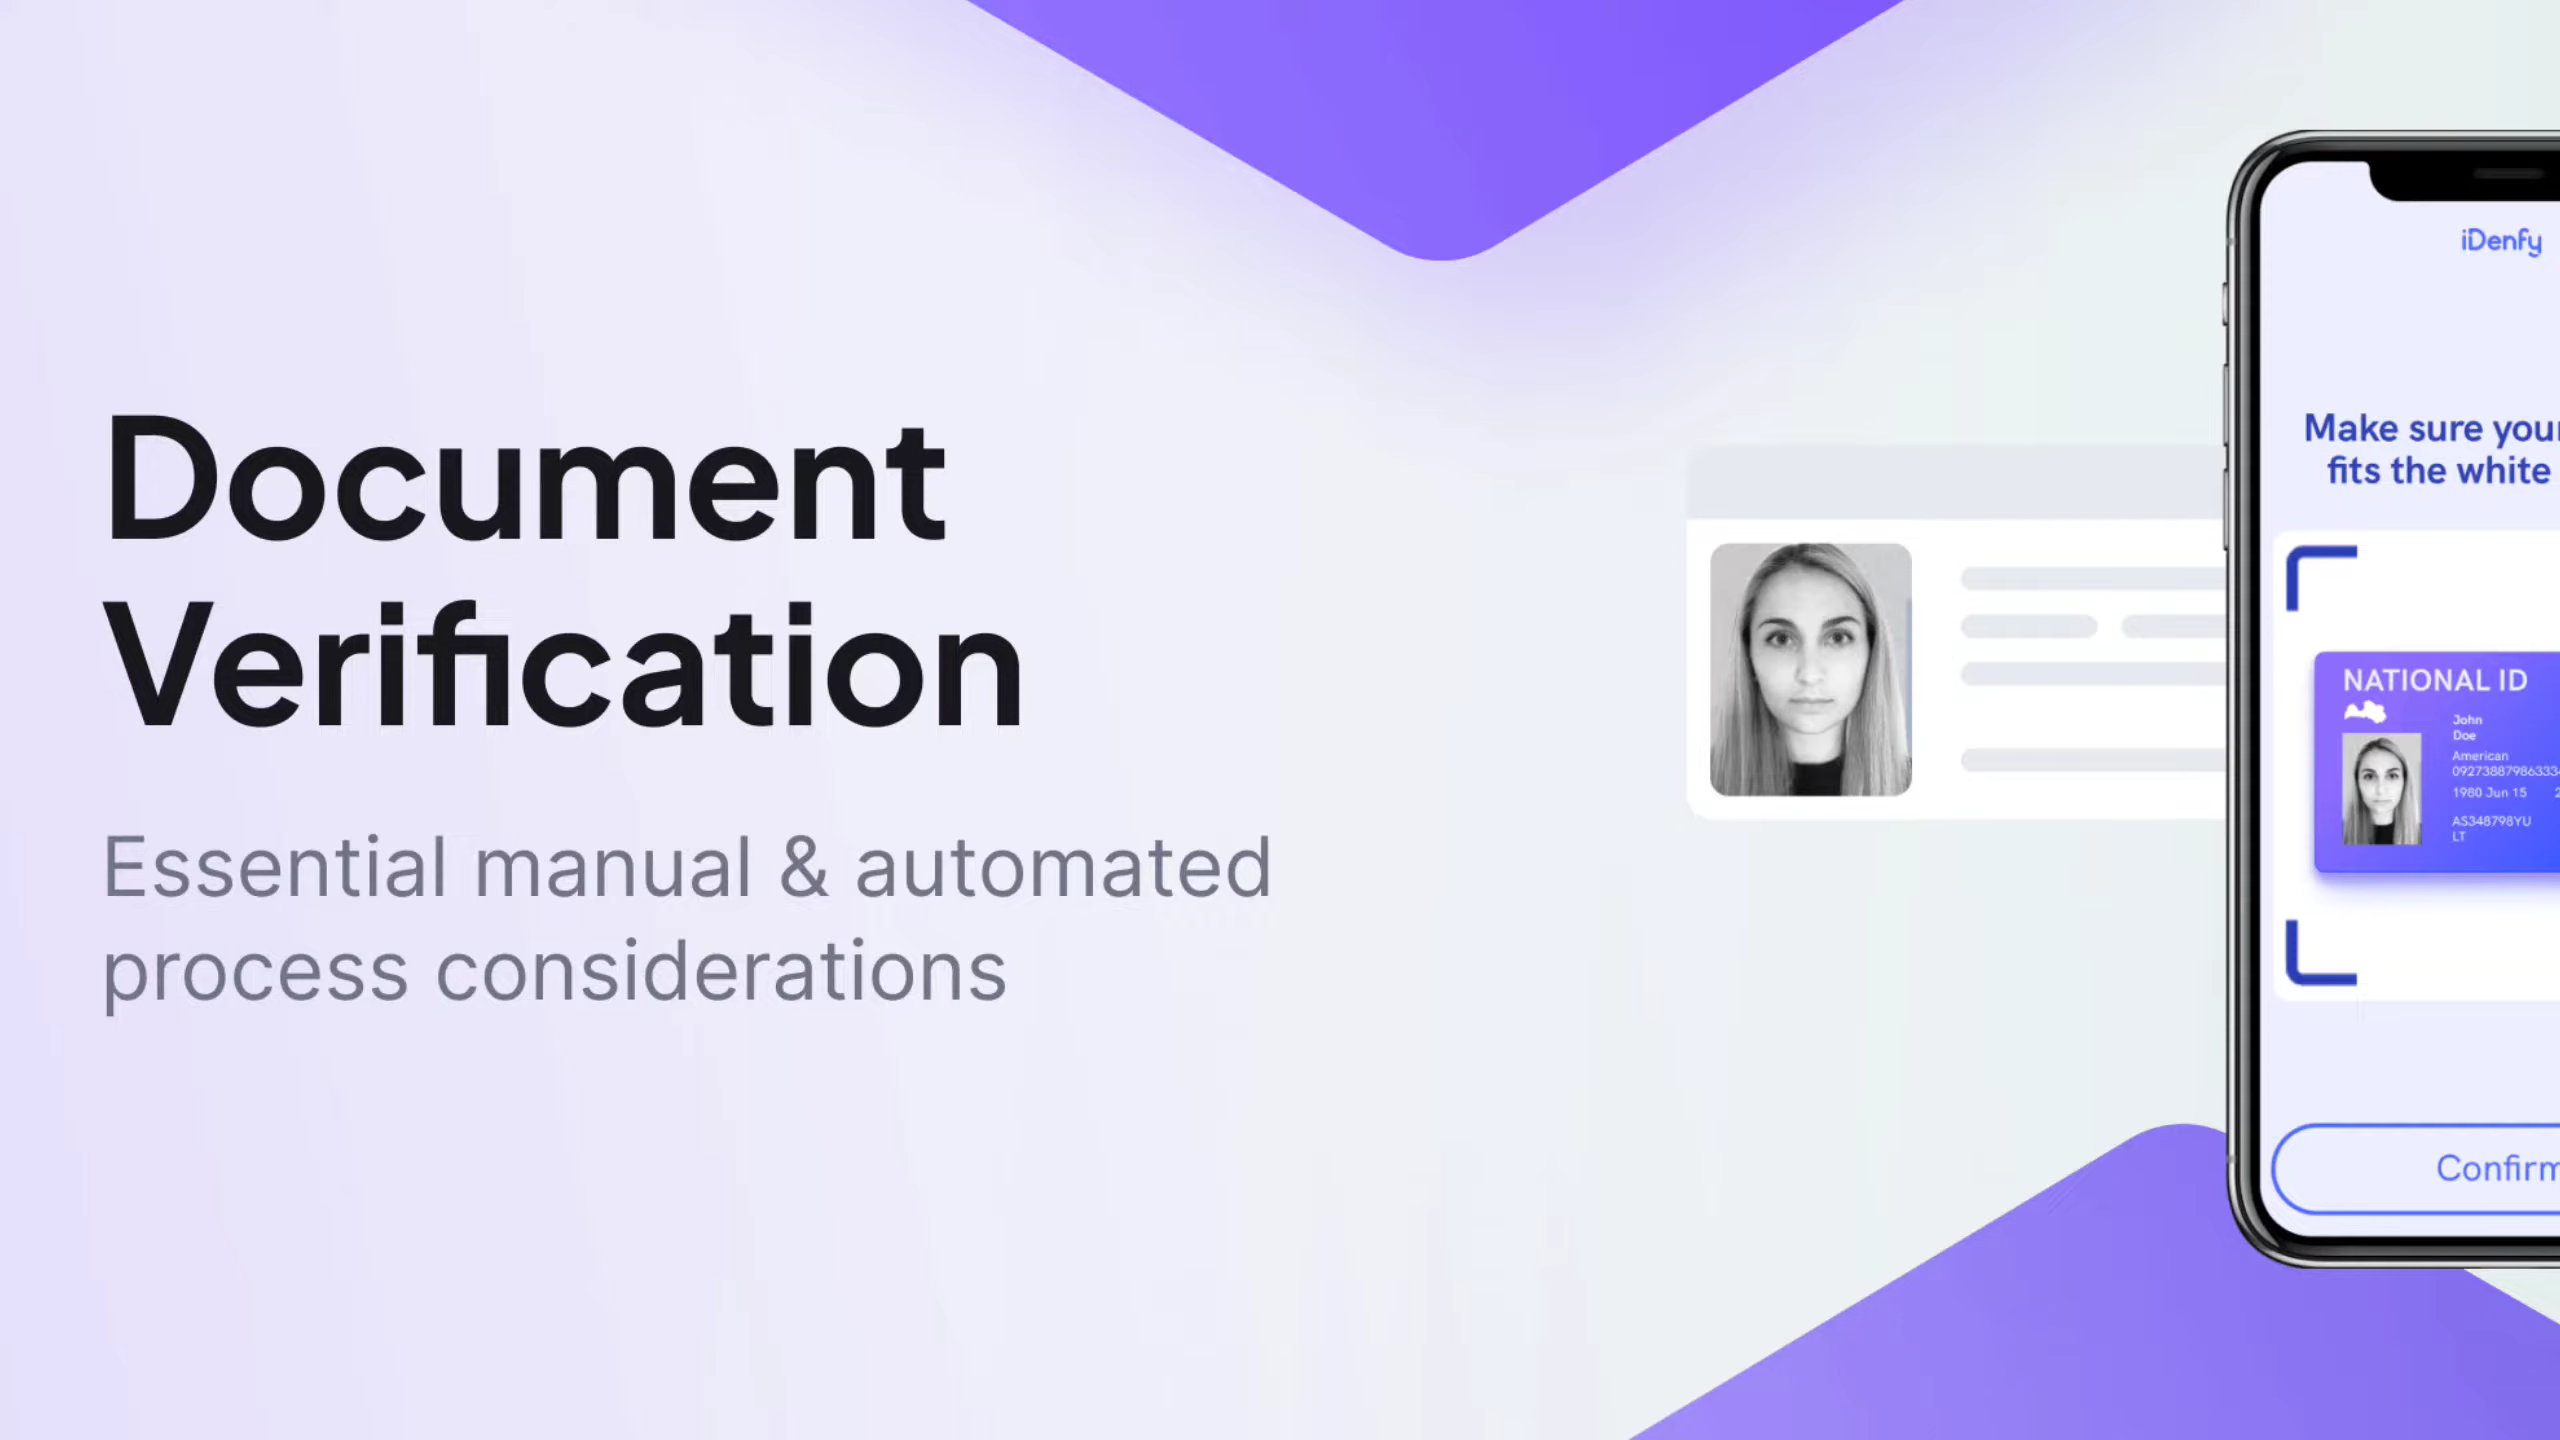 Document
Verification
Essential manual & automated
process considerations
iDenfy
Make sure your
fits the white
NATIONAL ID
John
Doe
American
0927388798633
1980 Jun 15
AS348798YU
LT
Confirm